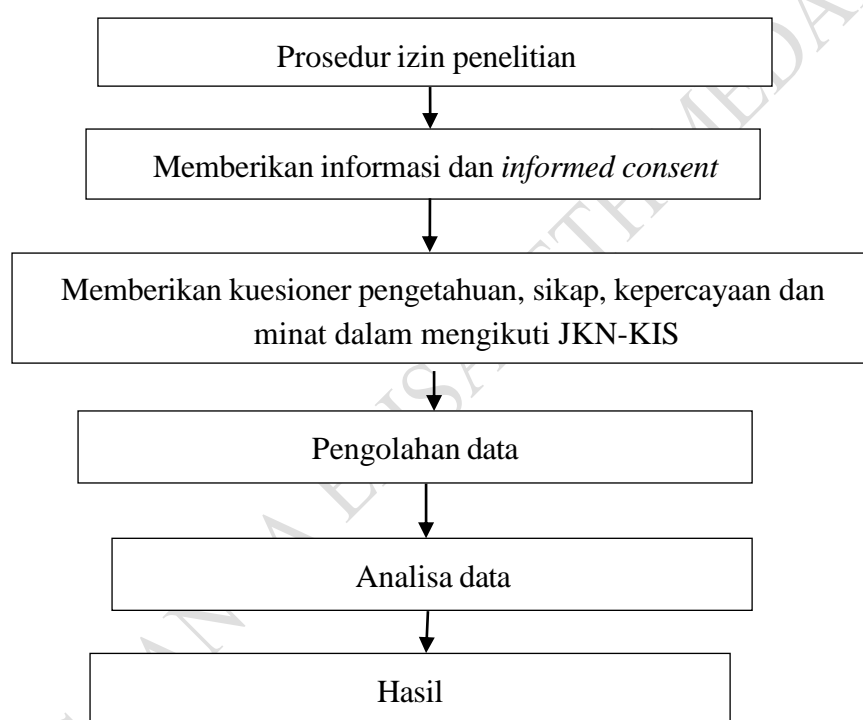 Prosedur izin penelitian
Memberikan informasi dan informed consent
Memberikan kuesioner pengetahuan, sikap, kepercayaan dan
minat dalam mengikuti JKN-KIS
Pengolahan data
Analisa data
Hasil